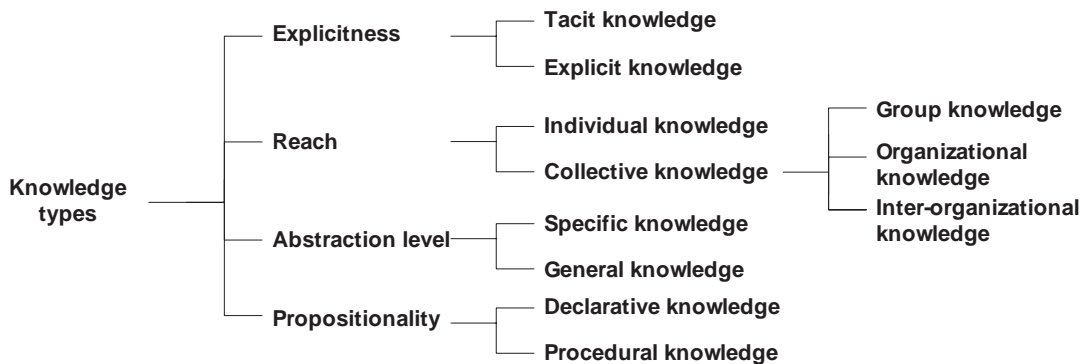 Knowledge
types
Explicitness
Tacit knowledge
Explicit knowledge
Reach
Individual knowledge
Collective knowledge
Group knowledge
Organizational
knowledge
Inter-organizational
knowledge
Abstraction level
Specific knowledge
General knowledge
Propositionality
Declarative knowledge
Procedural knowledge